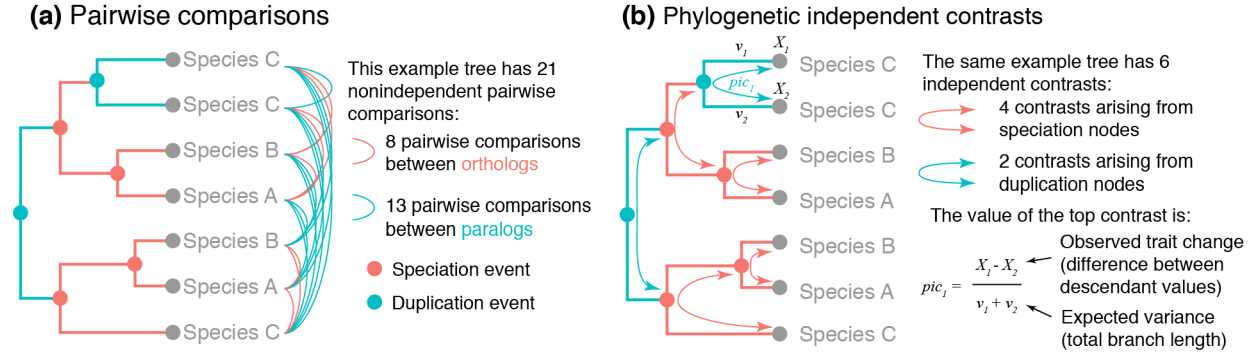 (a) Pairwise comparisons
Species C
Species C
Species B
Species A
Species B
Species A
Species C
This example tree has 21
nonindependent pairwise
comparisons:
8 pairwise comparisons
between orthologs
13 pairwise comparisons
between paralogs
Speciation event
Duplication event
(b) Phylogenetic independent contrasts
v1
X1
Species C
pic1
X2
v2
Species C
Species B
Species A
Species B
Species A
Species C
The same example tree has 6
independent contrasts:
4 contrasts arising from
speciation nodes
2 contrasts arising from
duplication nodes
The value of the top contrast is:
pic1 =
X1 - X2
v1 + v2
Observed trait change
(difference between
descendant values)
Expected variance
(total branch length)